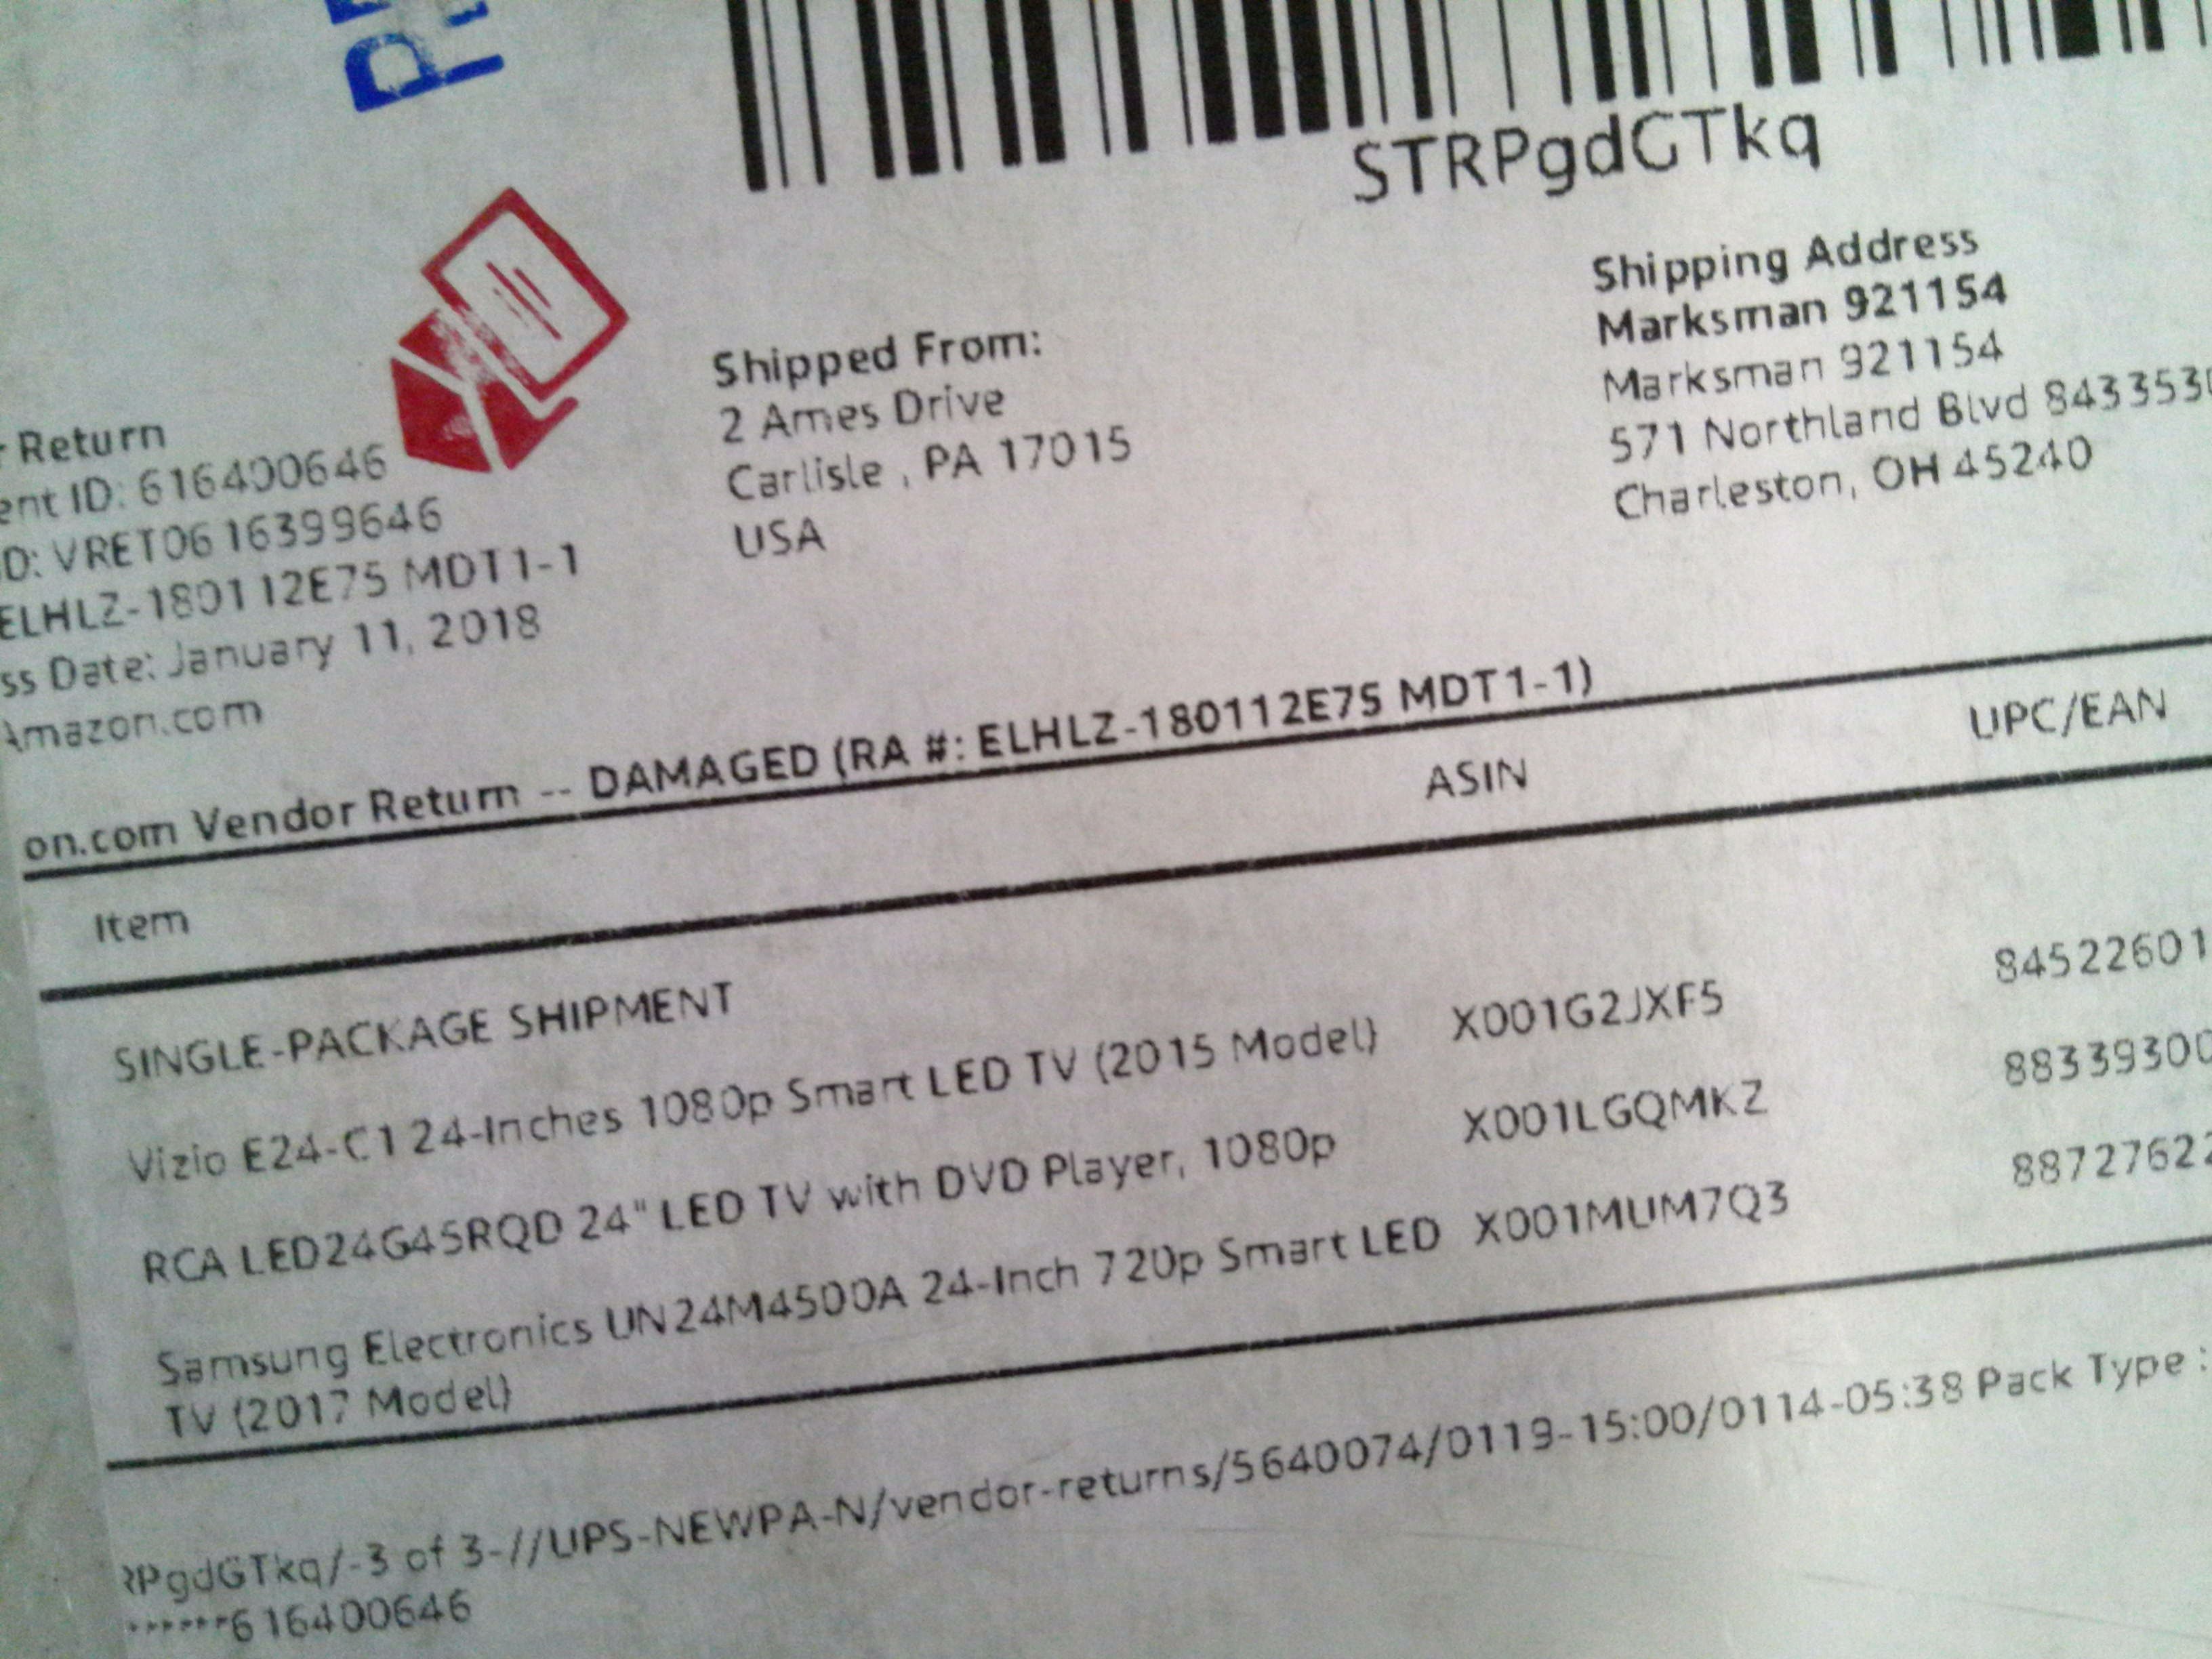 STRPgdGTkq
Shipping Address
Marksman 921154
Marksman 921154
571 Northland Blvd 843353
Charleston, OH 45240
Shipped From:
2 Ames Drive
Carlisle , PA 17015
USA
Return
ID: 616400646
VRET0616399646
ELHLZ-180112E75 MDT1-1
Date: January 11, 2018
Amazon.com
on.com Vendor Return -- DAMAGED (RA #: ELHLZ-180112E75 MDT1-1)
Item ASIN UPC/EAN
SINGLE-PACKAGE SHIPMENT
Vizio E24-C1 24-Inches 1080p Smart LED TV (2015 Model) X001G2JXF5 84522601
RCA LED24G45RQD 24" LED TV with DVD Player, 1080p X001LGQMKZ 88339300
Samsung Electronics UN24M4500A 24-Inch 720p Smart LED X001MUM7Q3 88727622
TV (2017 Model)
RPgdGTkq/-3 of 3-//UPS-NEWPA-N/vendor-returns/5640074/0119-15:00/0114-05:38 Pack Type :
616400646